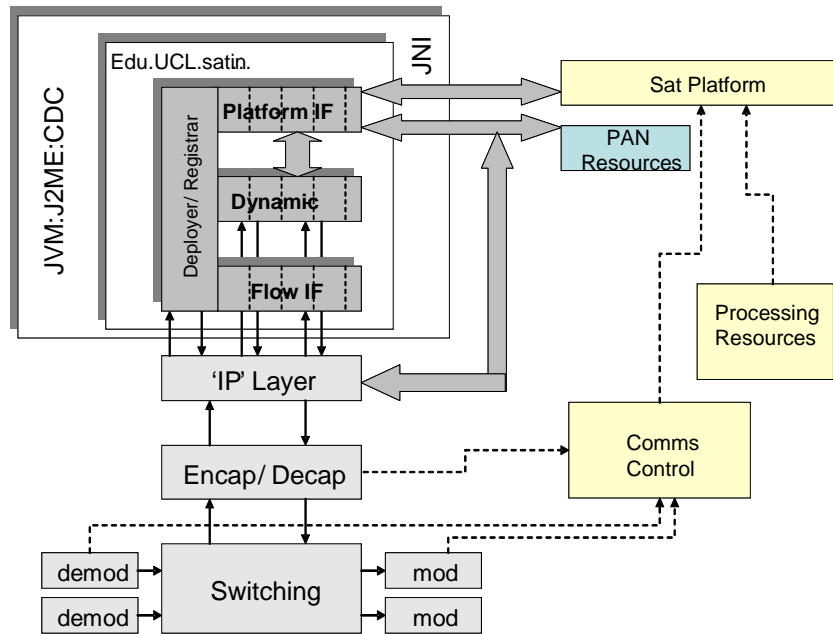 JVM:J2ME:CDC
JNI
Edu.UCL.satin.
Deployer/ Registrar
Platform IF
Dynamic
Flow IF
Sat Platform
PAN
Resources
Processing
Resources
'IP' Layer
Encap/ Decap
Comms
Control
demod
Switching
mod
demod
mod